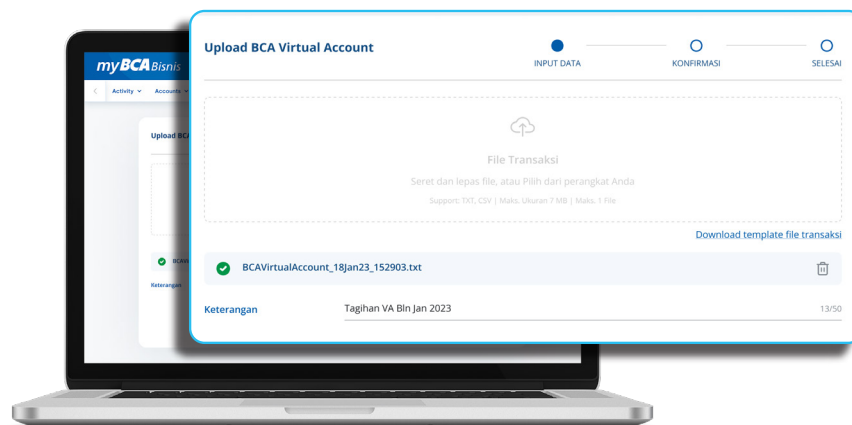 myBCA Bisnis
Activity
Accounts
Upload BCA
Keterangan
Upload BCA Virtual Account
INPUT DATA
KONFIRMASI
SELESAI
File Transaksi
Seret dan lepas file, atau Pilih dari perangkat Anda
Support: TXT, CSV | Maks. Ukuran 7 MB | Maks. 1 File
Download template file transaksi
BCAVirtualAccount_18Jan23_152903.txt
Keterangan
Tagihan VA Bln Jan 2023
13/50